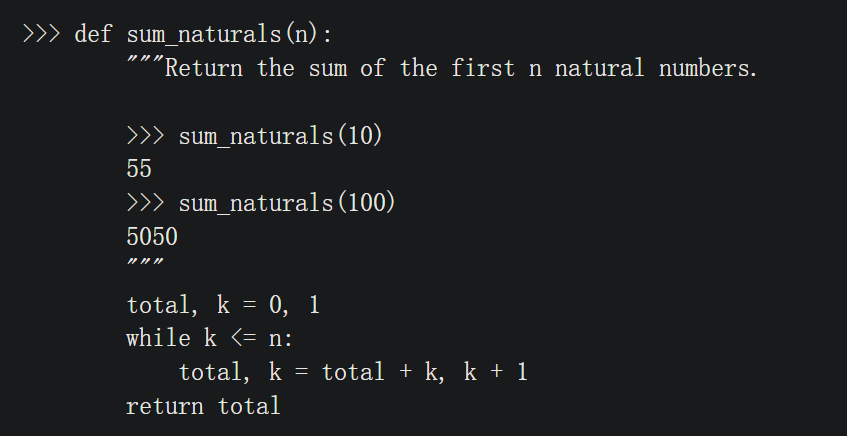 >>> def sum_naturals(n):
        """Return the sum of the first n natural numbers.

        >>> sum_naturals(10)
        55
        >>> sum_naturals(100)
        5050
        """
        total, k = 0, 1
        while k <= n:
            total, k = total + k, k + 1
        return total